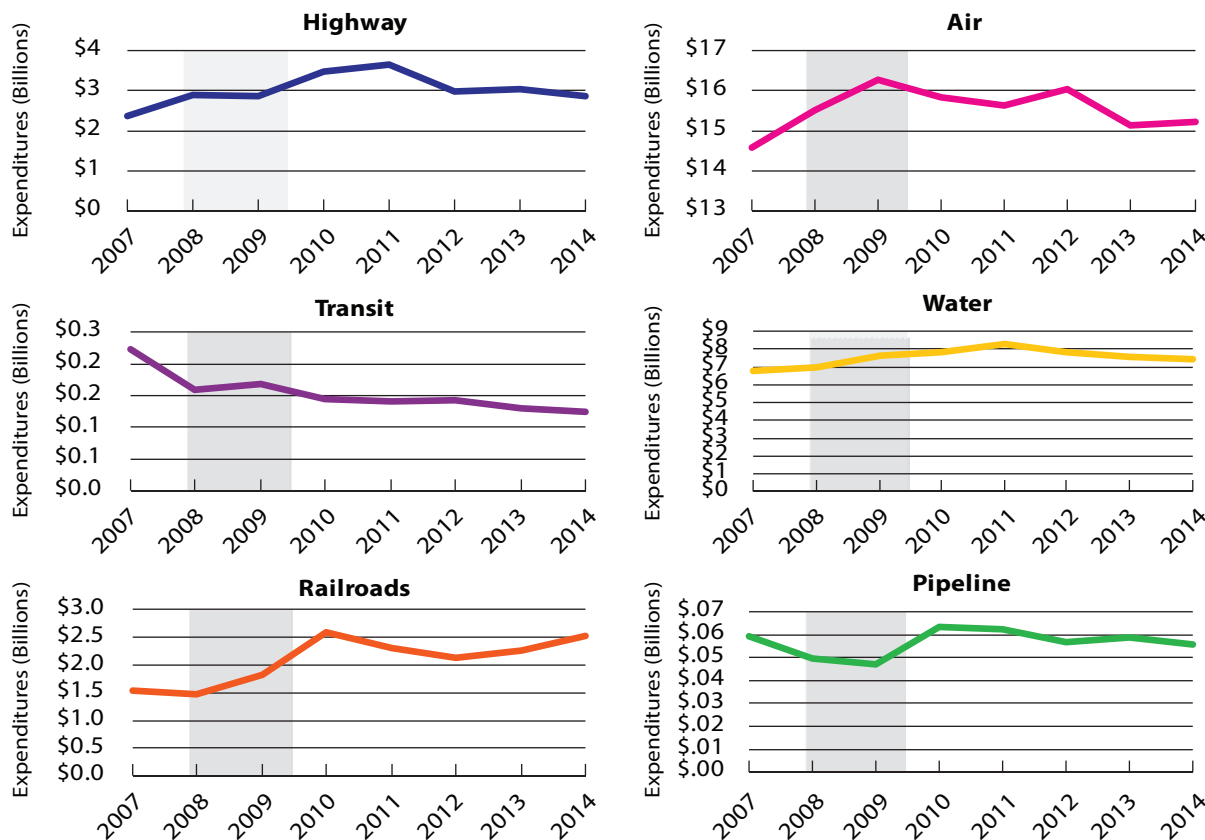 Highway
Expenditures (Billions)
$4
$3
$2
$1
$0
2007 2008 2009 2010 2011 2012 2013 2014
Air
Expenditures (Billions)
$17
$16
$15
$14
$13
2007 2008 2009 2010 2011 2012 2013 2014
Transit
Expenditures (Billions)
$0.3
$0.2
$0.2
$0.1
$0.1
$0.0
2007 2008 2009 2010 2011 2012 2013 2014
Water
Expenditures (Billions)
$9
$8
$7
$6
$5
$4
$3
$2
$1
$0
2007 2008 2009 2010 2011 2012 2013 2014
Railroads
Expenditures (Billions)
$3.0
$2.5
$2.0
$1.5
$1.0
$0.5
$0.0
2007 2008 2009 2010 2011 2012 2013 2014
Pipeline
Expenditures (Billions)
$.07
$.06
$.05
$.04
$.03
$.02
$.01
$.00
2007 2008 2009 2010 2011 2012 2013 2014